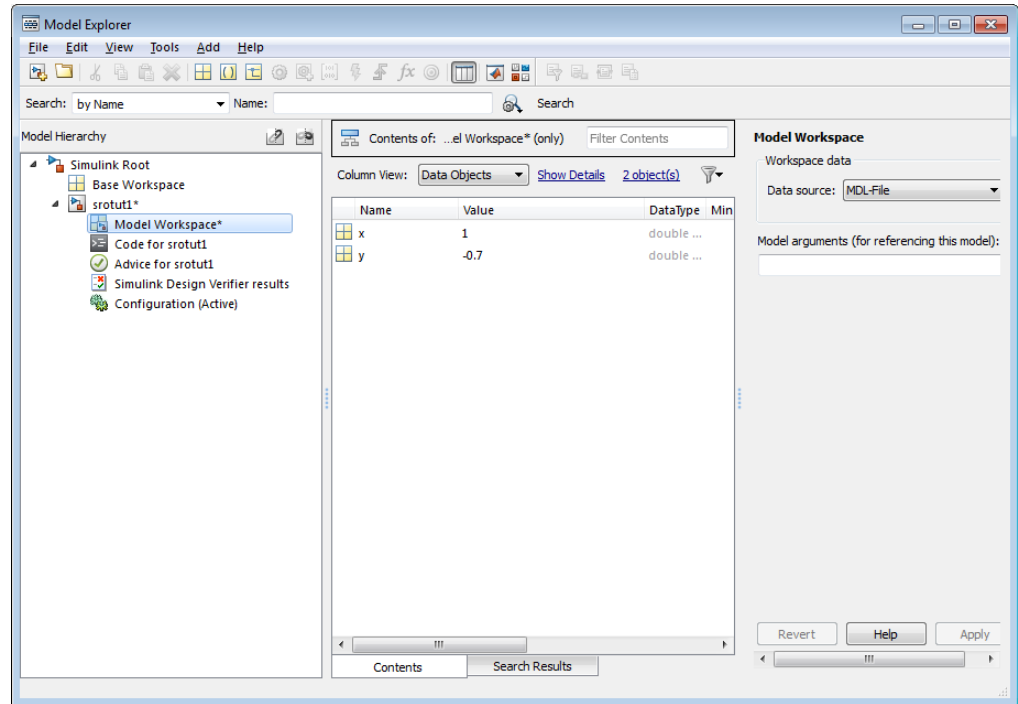 Model Explorer
File Edit View Tools Add Help
Search: by Name Name: Search
Model Hierarchy
Simulink Root
Base Workspace
srotut1*
Model Workspace*
Code for srotut1
Advice for srotut1
Simulink Design Verifier results
Configuration (Active)
Contents of: ...el Workspace* (only) Filter Contents
Column View: Data Objects Show Details 2 object(s)
Name Value DataType Min
x 1 double ...
y -0.7 double ...
Contents Search Results
Model Workspace
Workspace data
Data source: MDL-File
Model arguments (for referencing this model):
Revert Help Apply